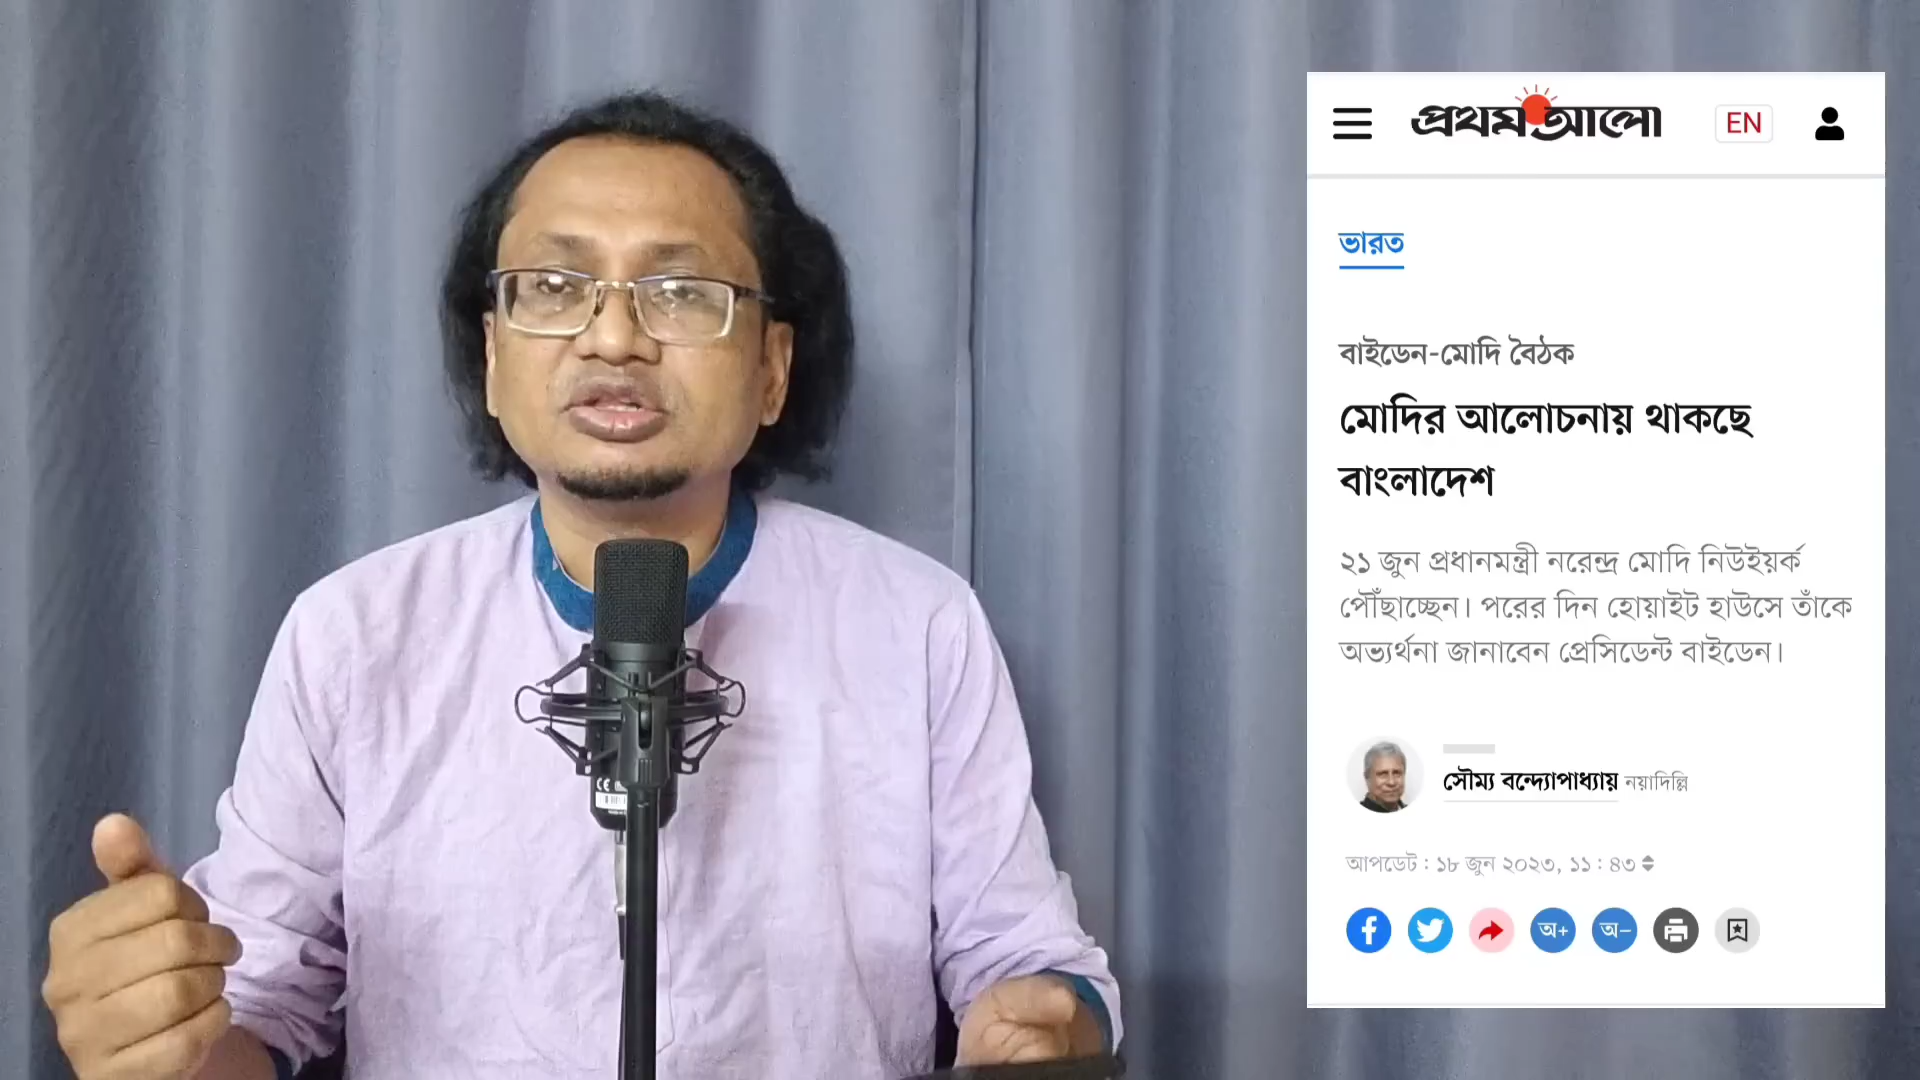 প্রথম আলো
EN
ভারত
বাইডেন-মোদি বৈঠক
মোদির আলোচনায় থাকছে
বাংলাদেশ
২১ জুন প্রধানমন্ত্রী নরেন্দ্র মোদি নিউইয়র্ক
পৌঁছাচ্ছেন। পরের দিন হোয়াইট হাউসে তাঁকে
অভ্যর্থনা জানাবেন প্রেসিডেন্ট বাইডেন।
সৌম্য বন্দ্যোপাধ্যায় নয়াদিল্লি
আপডেট : ১৮ জুন ২০২৩, ১১ : ৪৩
অ+ অ−
CE